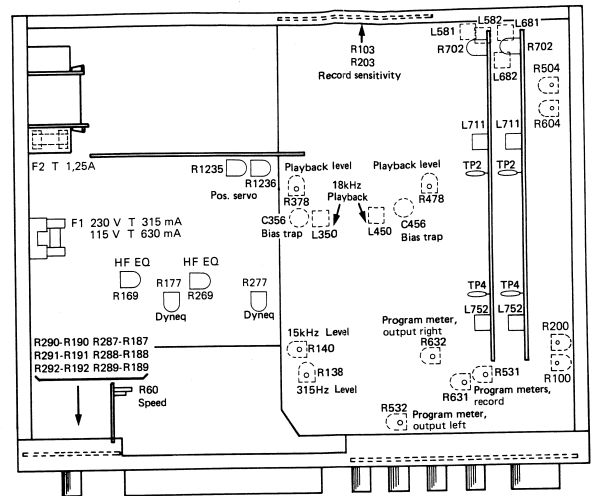 L582
L581
L681
R103
R203
Record sensitivity
R702
R702
L682
R504
R604
L711
L711
F2 T 1,25A
R1235
R1236
Pos. servo
Playback level
R378
18kHz
Playback
Playback level
R478
TP2
TP2
F1 230 V T 315 mA
115 V T 630 mA
C356
Bias trap
L350
L450
C456
Bias trap
HF EQ
HF EQ
R169
R177
R269
R277
Dyneq
Dyneq
TP4
TP4
L752
L752
R290-R190 R287-R187
R291-R191 R288-R188
R292-R192 R289-R189
15kHz Level
R140
R138
315Hz Level
Program meter,
output right
R632
R200
R100
R60
Speed
R531
R631
Program meters,
record
R532
Program meter,
output left